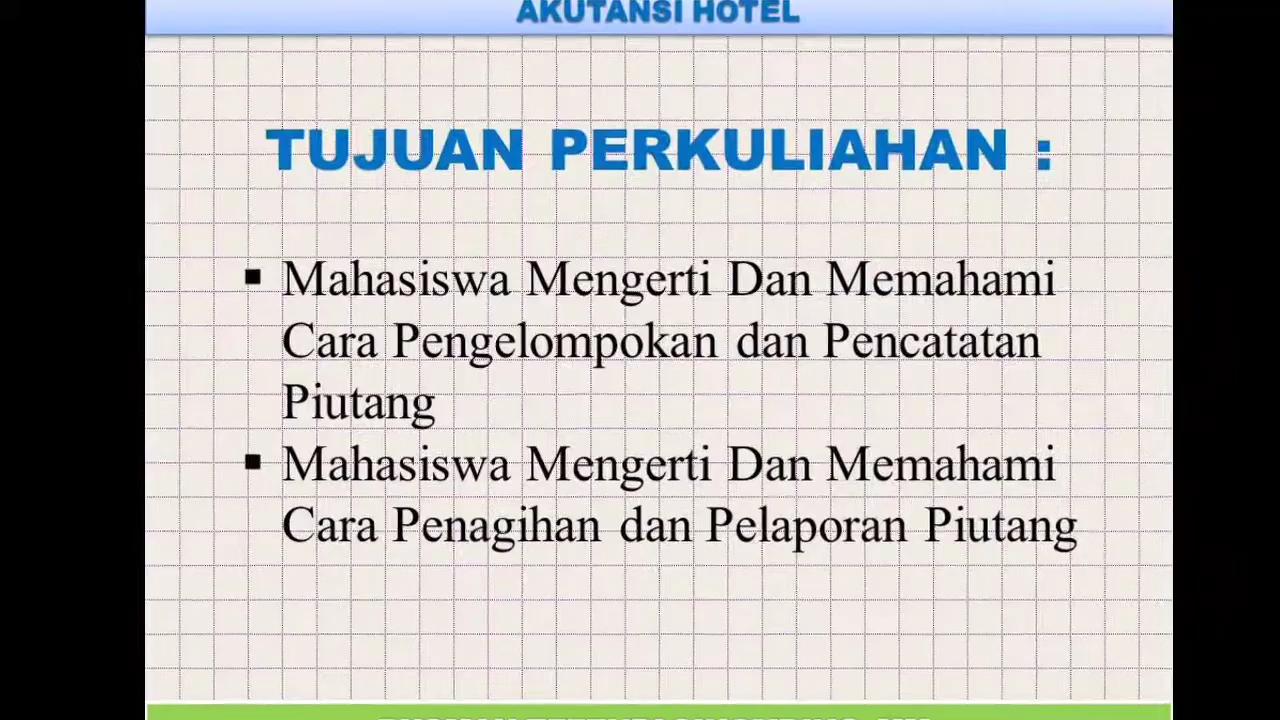 AKUTANSI HOTEL
TUJUAN PERKULIAHAN :
▪ Mahasiswa Mengerti Dan Memahami
Cara Pengelompokan dan Pencatatan
Piutang
▪ Mahasiswa Mengerti Dan Memahami
Cara Penagihan dan Pelaporan Piutang